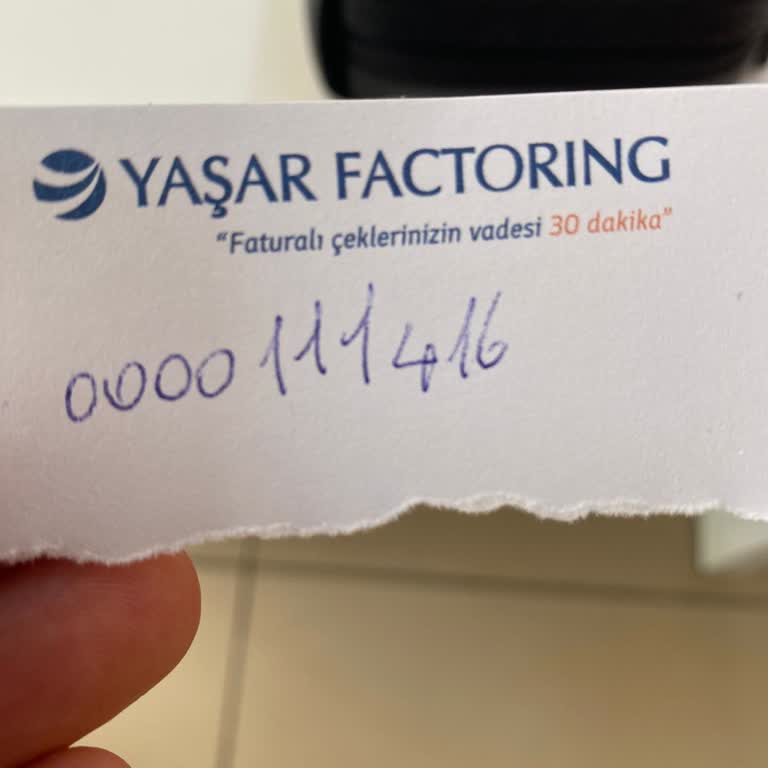 YAŞAR FACTORING
“Faturalı çeklerinizin vadesi 30 dakika”
0000111416